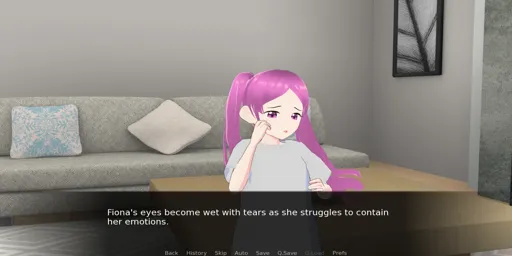 Fiona's eyes become wet with tears as she struggles to contain
her emotions.
Back History Skip Auto Save Q.Save Q.Load Prefs